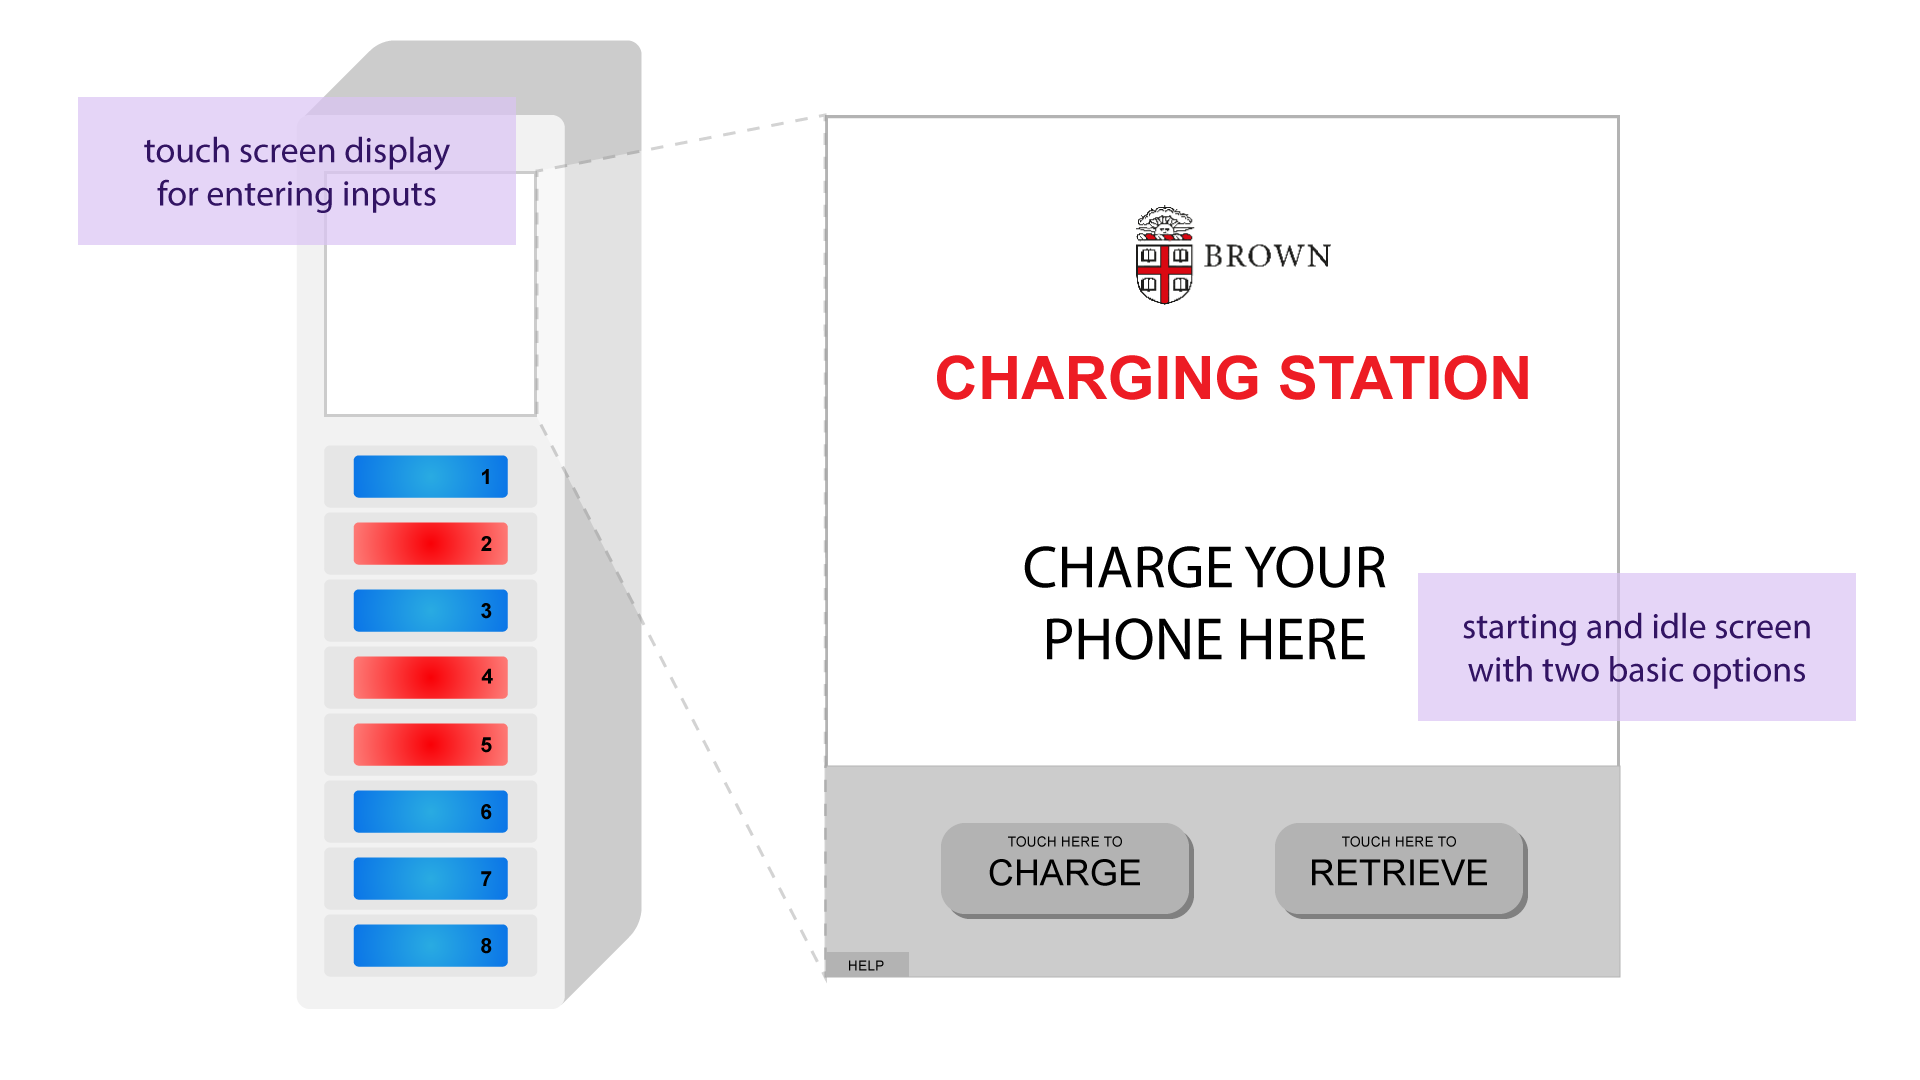 touch screen display
for entering inputs
1
2
3
4
5
6
7
8
BROWN
CHARGING STATION
CHARGE YOUR
PHONE HERE
starting and idle screen
with two basic options
TOUCH HERE TO
CHARGE
TOUCH HERE TO
RETRIEVE
HELP